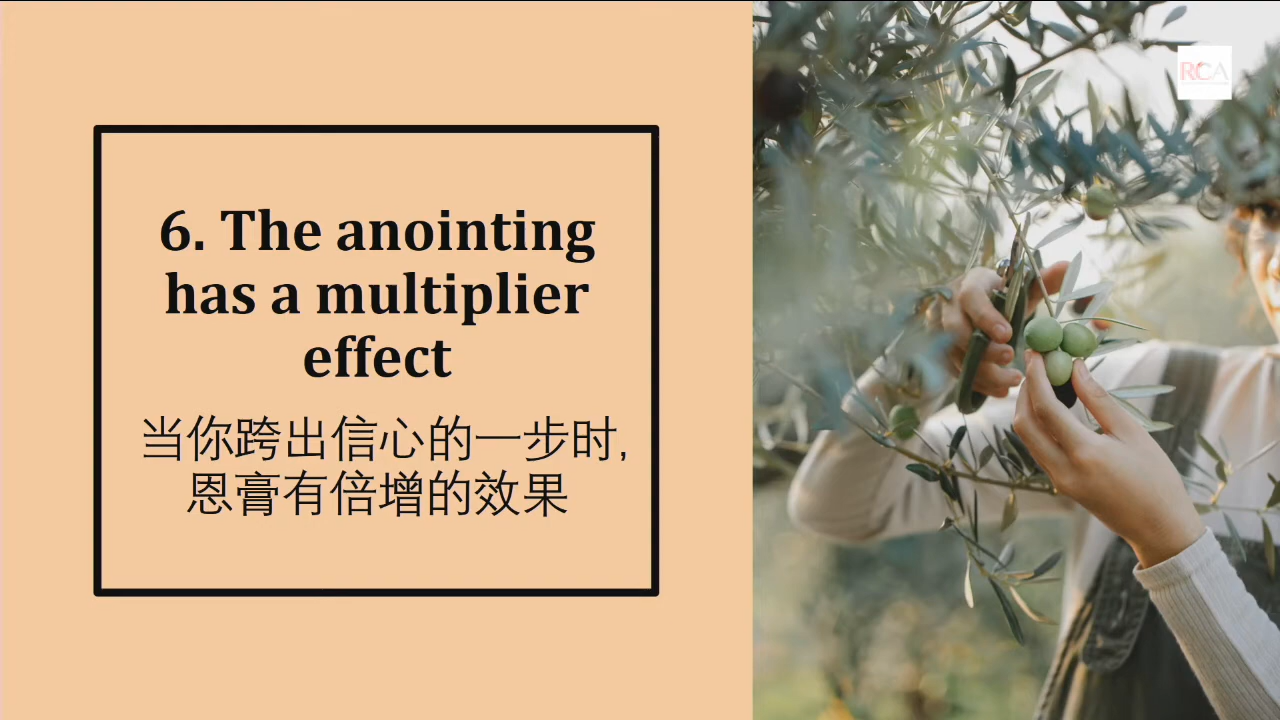 RCA
6. The anointing
has a multiplier
effect
当你跨出信心的一步时,
恩膏有倍增的效果